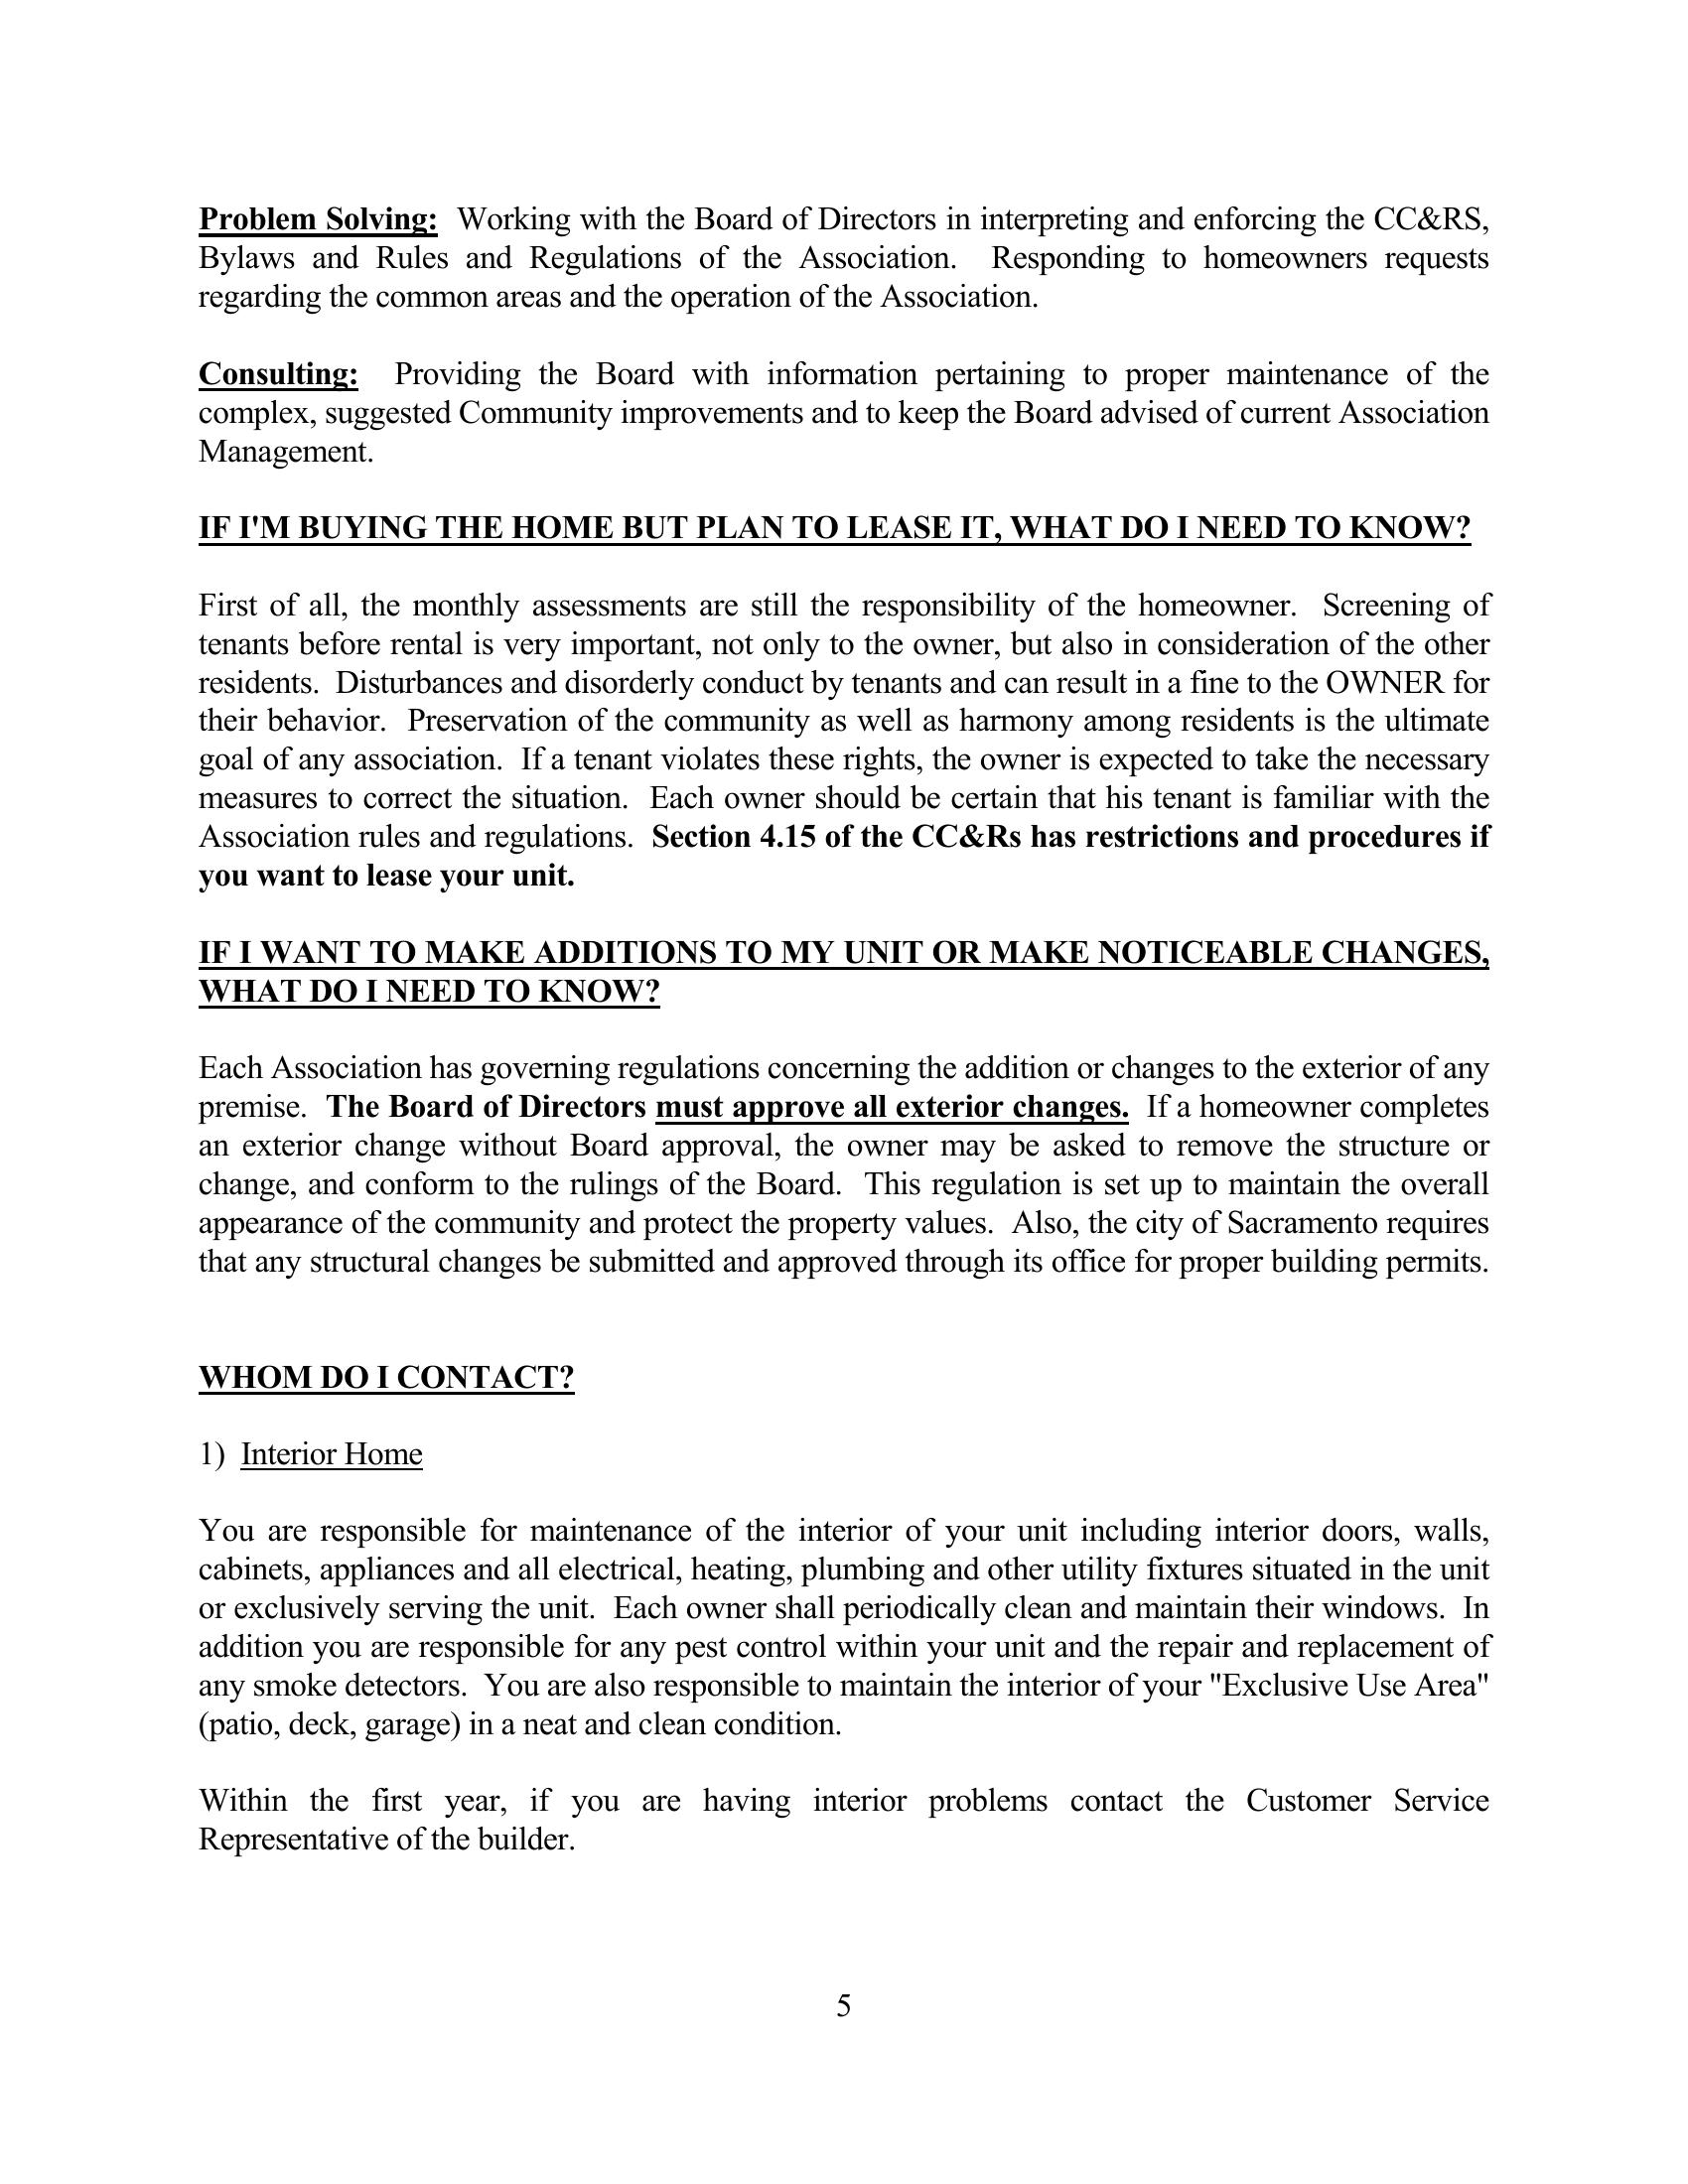 Problem Solving: Working with the Board of Directors in interpreting and enforcing the CC&RS,
Bylaws and Rules and Regulations of the Association. Responding to homeowners requests
regarding the common areas and the operation of the Association.
Consulting: Providing the Board with information pertaining to proper maintenance of the
complex, suggested Community improvements and to keep the Board advised of current Association
Management.
IF I'M BUYING THE HOME BUT PLAN TO LEASE IT, WHAT DO I NEED TO KNOW?
First of all, the monthly assessments are still the responsibility of the homeowner. Screening of
tenants before rental is very important, not only to the owner, but also in consideration of the other
residents. Disturbances and disorderly conduct by tenants and can result in a fine to the OWNER for
their behavior. Preservation of the community as well as harmony among residents is the ultimate
goal of any association. If a tenant violates these rights, the owner is expected to take the necessary
measures to correct the situation. Each owner should be certain that his tenant is familiar with the
Association rules and regulations. Section 4.15 of the CC&Rs has restrictions and procedures if
you want to lease your unit.
IF I WANT TO MAKE ADDITIONS TO MY UNIT OR MAKE NOTICEABLE CHANGES,
WHAT DO I NEED TO KNOW?
Each Association has governing regulations concerning the addition or changes to the exterior of any
premise. The Board of Directors must approve all exterior changes. If a homeowner completes
an exterior change without Board approval, the owner may be asked to remove the structure or
change, and conform to the rulings of the Board. This regulation is set up to maintain the overall
appearance of the community and protect the property values. Also, the city of Sacramento requires
that any structural changes be submitted and approved through its office for proper building permits.
WHOM DO I CONTACT?
1) Interior Home
You are responsible for maintenance of the interior of your unit including interior doors, walls,
cabinets, appliances and all electrical, heating, plumbing and other utility fixtures situated in the unit
or exclusively serving the unit. Each owner shall periodically clean and maintain their windows. In
addition you are responsible for any pest control within your unit and the repair and replacement of
any smoke detectors. You are also responsible to maintain the interior of your "Exclusive Use Area"
(patio, deck, garage) in a neat and clean condition.
Within the first year, if you are having interior problems contact the Customer Service
Representative of the builder.
5